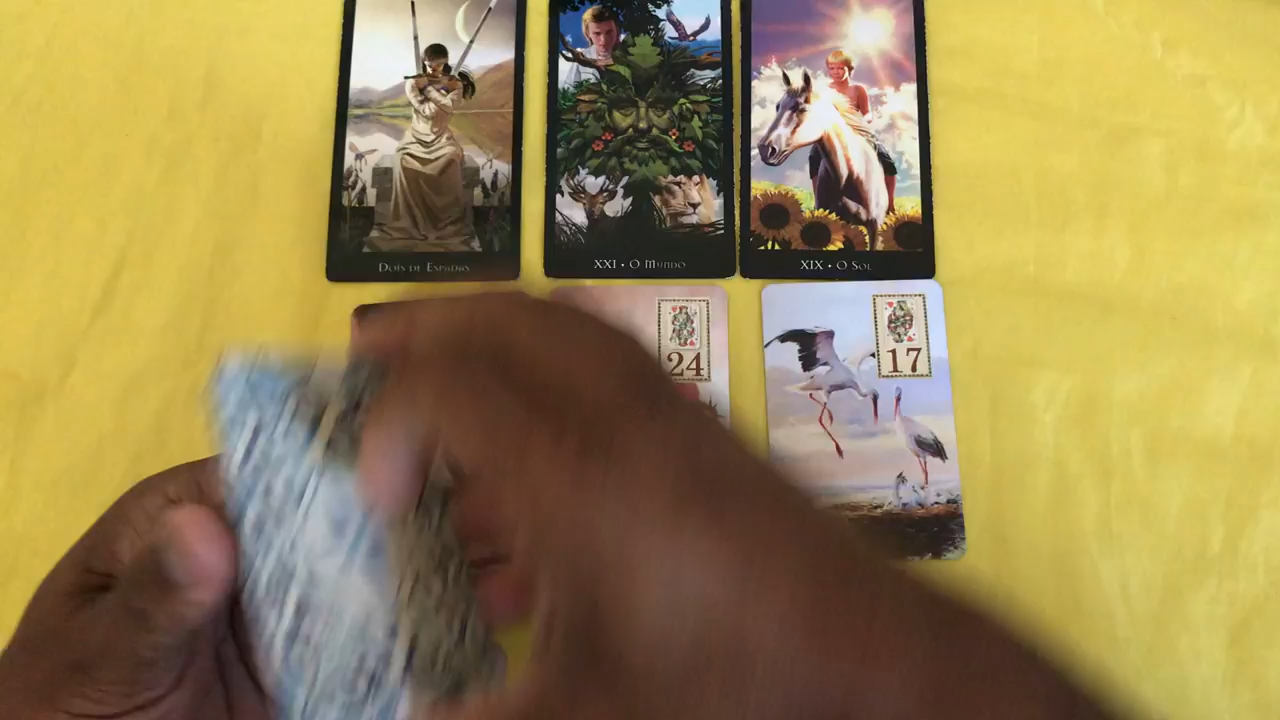 Dois de Espadas
XXI • O Mundo
XIX • O Sol
24
17